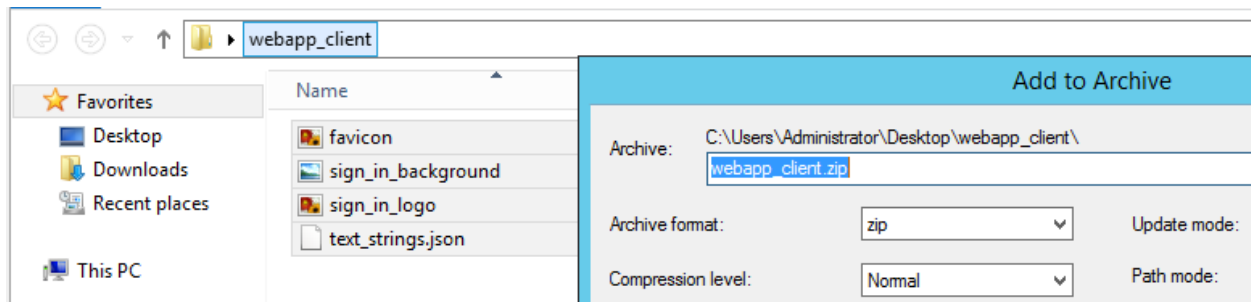 webapp_client
Favorites
Desktop
Downloads
Recent places
This PC
Name
favicon
sign_in_background
sign_in_logo
text_strings.json
Add to Archive
Archive:
C:\Users\Administrator\Desktop\webapp_client\
webapp_client.zip
Archive format:
zip
Update mode:
Compression level:
Normal
Path mode: